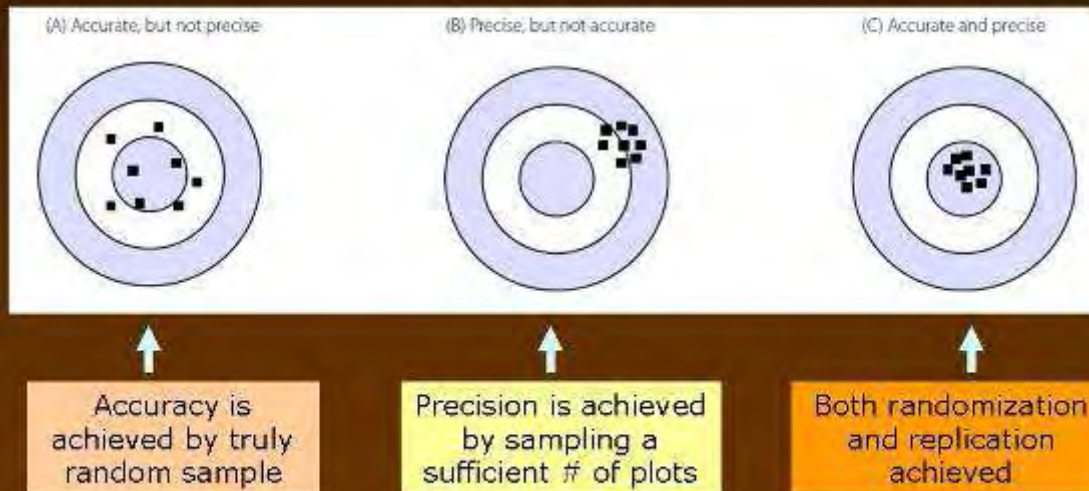 (A) Accurate, but not precise
(B) Precise, but not accurate
(C) Accurate and precise
Accuracy is
achieved by truly
random sample
Precision is achieved
by sampling a
sufficient # of plots
Both randomization
and replication
achieved